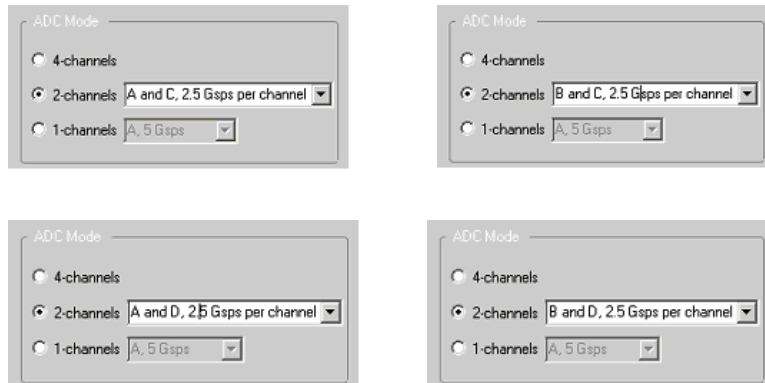 ADC Mode
4-channels
2-channels A and C, 2.5 Gsps per channel
1-channels A, 5 Gsps
ADC Mode
4-channels
2-channels B and C, 2.5 Gsps per channel
1-channels A, 5 Gsps
ADC Mode
4-channels
2-channels A and D, 2.5 Gsps per channel
1-channels A, 5 Gsps
ADC Mode
4-channels
2-channels B and D, 2.5 Gsps per channel
1-channels A, 5 Gsps